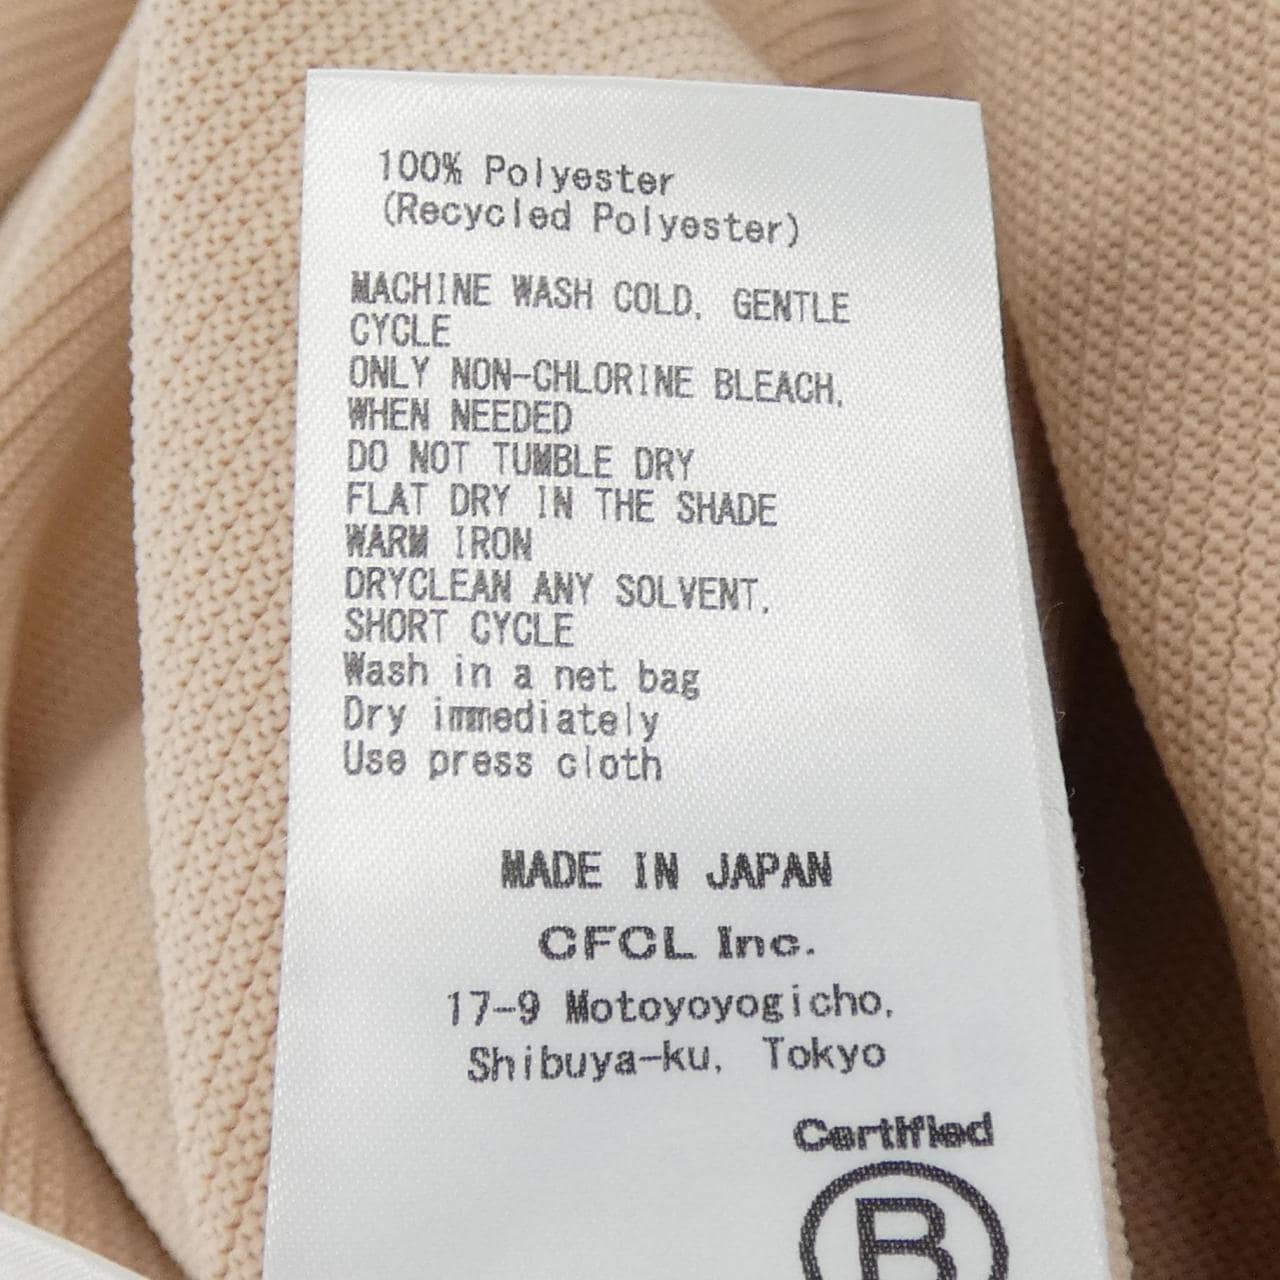 100% Polyester
(Recycled Polyester)
MACHINE WASH COLD, GENTLE
CYCLE
ONLY NON-CHLORINE BLEACH,
WHEN NEEDED
DO NOT TUMBLE DRY
FLAT DRY IN THE SHADE
WARM IRON
DRYCLEAN ANY SOLVENT,
SHORT CYCLE
Wash in a net bag
Dry immediately
Use press cloth
MADE IN JAPAN
CFCL Inc.
17-9 Motoyoyogicho,
Shibuya-ku, Tokyo
Certified
B